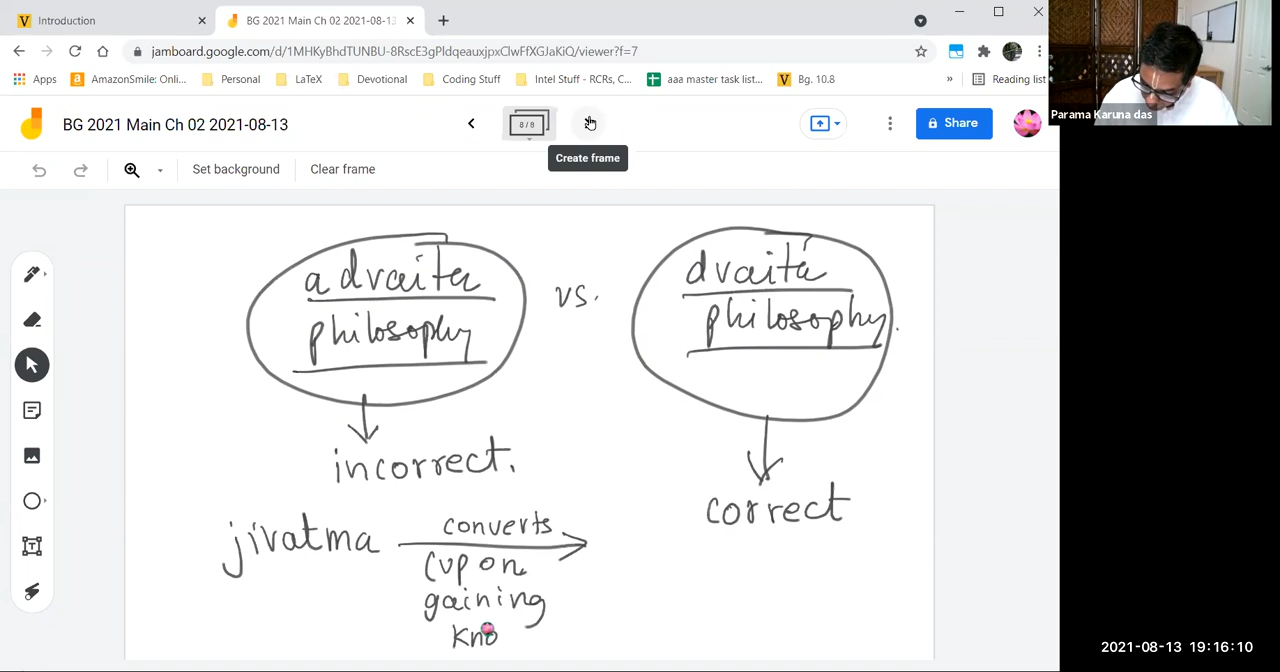 Introduction
BG 2021 Main Ch 02 2021-08-13
jamboard.google.com/d/1MHKyBhdTUNBU-8RscE3gPldqeauxjpxClwFfXGJaKiQ/viewer?f=7
Apps
AmazonSmile: Onli...
Personal
LaTeX
Devotional
Coding Stuff
Intel Stuff - RCRs, C...
aaa master task list...
Bg. 10.8
»
Reading list
Parama Karuna das
BG 2021 Main Ch 02 2021-08-13
8 / 8
Share
Create frame
Set background
Clear frame
advaita vs. dvaita
philosophy philosophy.
incorrect.
correct
jivatma converts
(upon
gaining
kno
2021-08-13 19:16:10